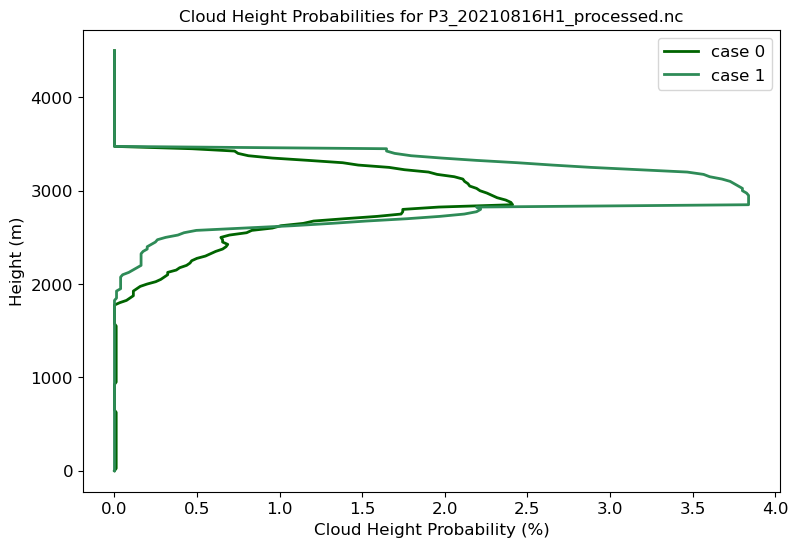 Cloud Height Probabilities for P3_20210816H1_processed.nc
case 0
case 1
4000
3000
2000
1000
0
Height (m)
0.0 0.5 1.0 1.5 2.0 2.5 3.0 3.5 4.0
Cloud Height Probability (%)